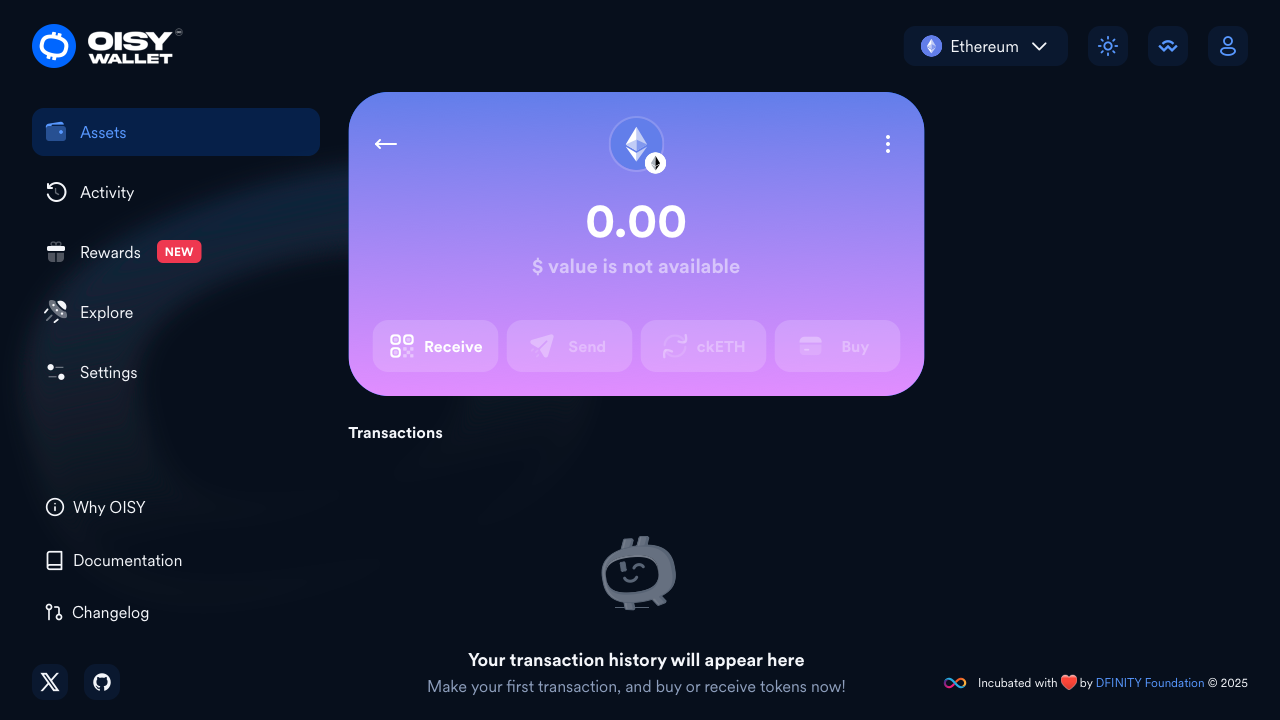 OISY
WALLET
Ethereum
Assets
Activity
Rewards NEW
Explore
Settings
Why OISY
Documentation
Changelog
0.00
$ value is not available
Receive
Send
ckETH
Buy
Transactions
Your transaction history will appear here
Make your first transaction, and buy or receive tokens now!
Incubated with ❤️ by DFINITY Foundation © 2025